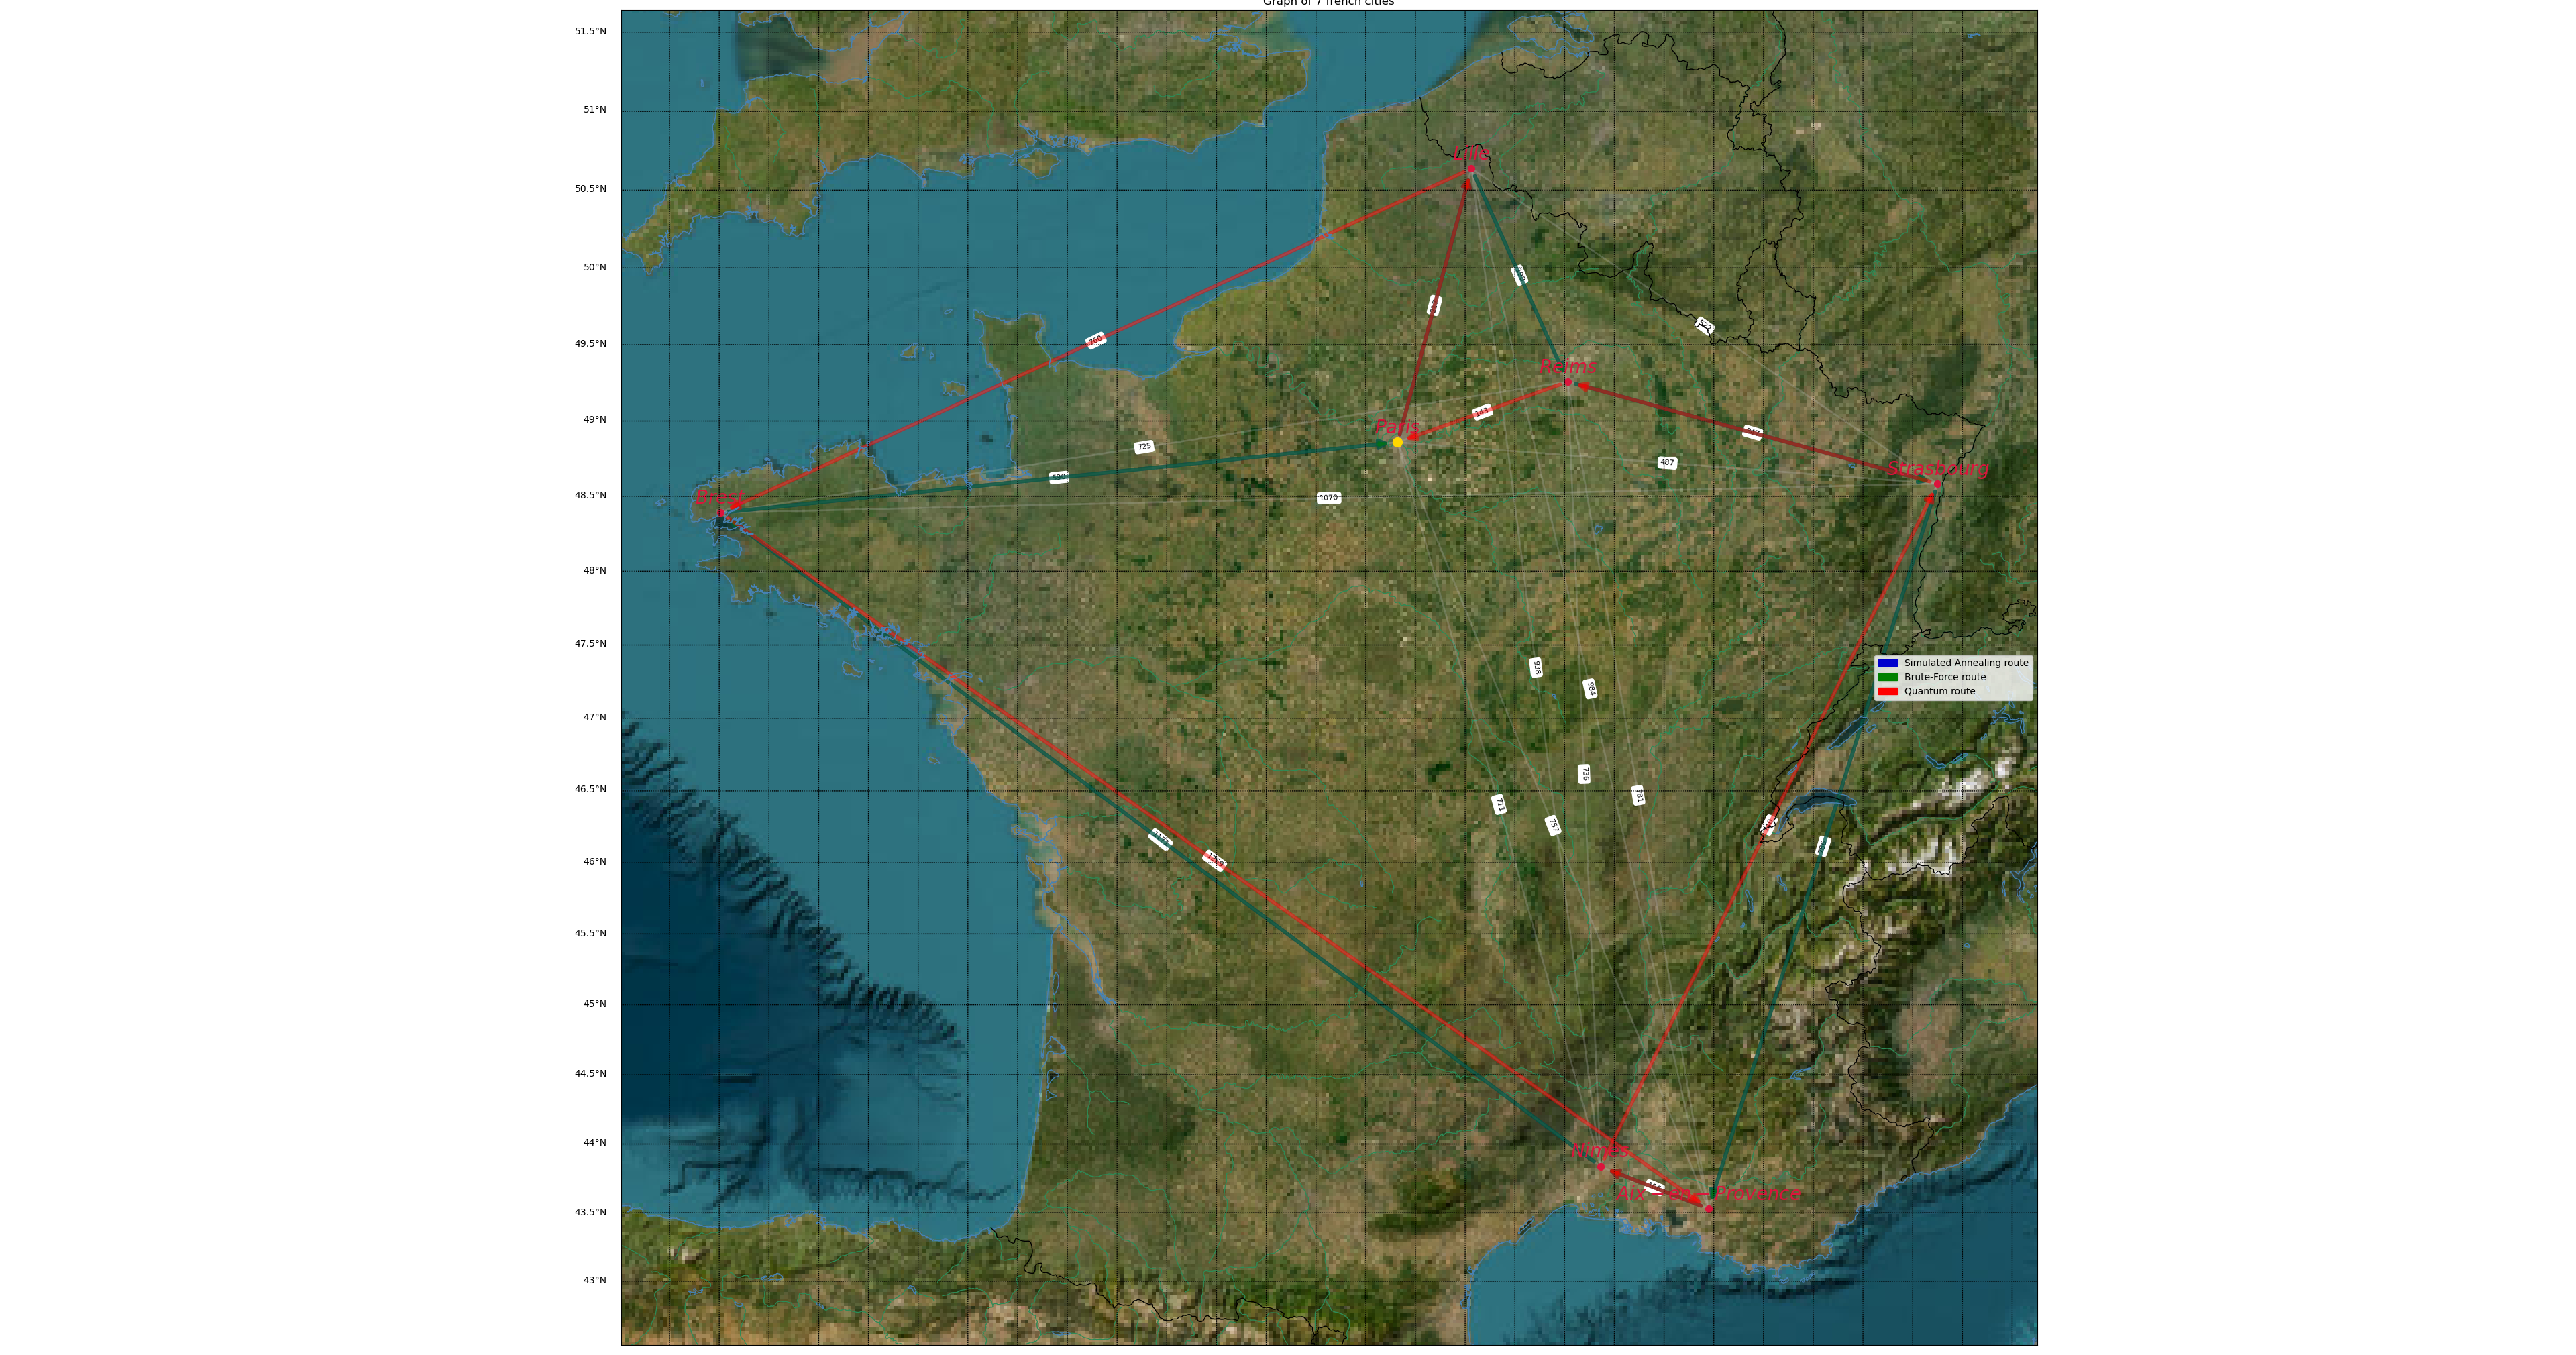 Graph of 7 french cities
51.5°N
51°N
50.5°N
50°N
49.5°N
49°N
48.5°N
48°N
47.5°N
47°N
46.5°N
46°N
45.5°N
45°N
44.5°N
44°N
43.5°N
43°N
Lille
Reims
Paris
Strasbourg
Brest
Nimes
Aix-en-Provence
760
522
143
725
590
487
1070
938
984
736
781
711
757
1258
Simulated Annealing route
Brute-Force route
Quantum route